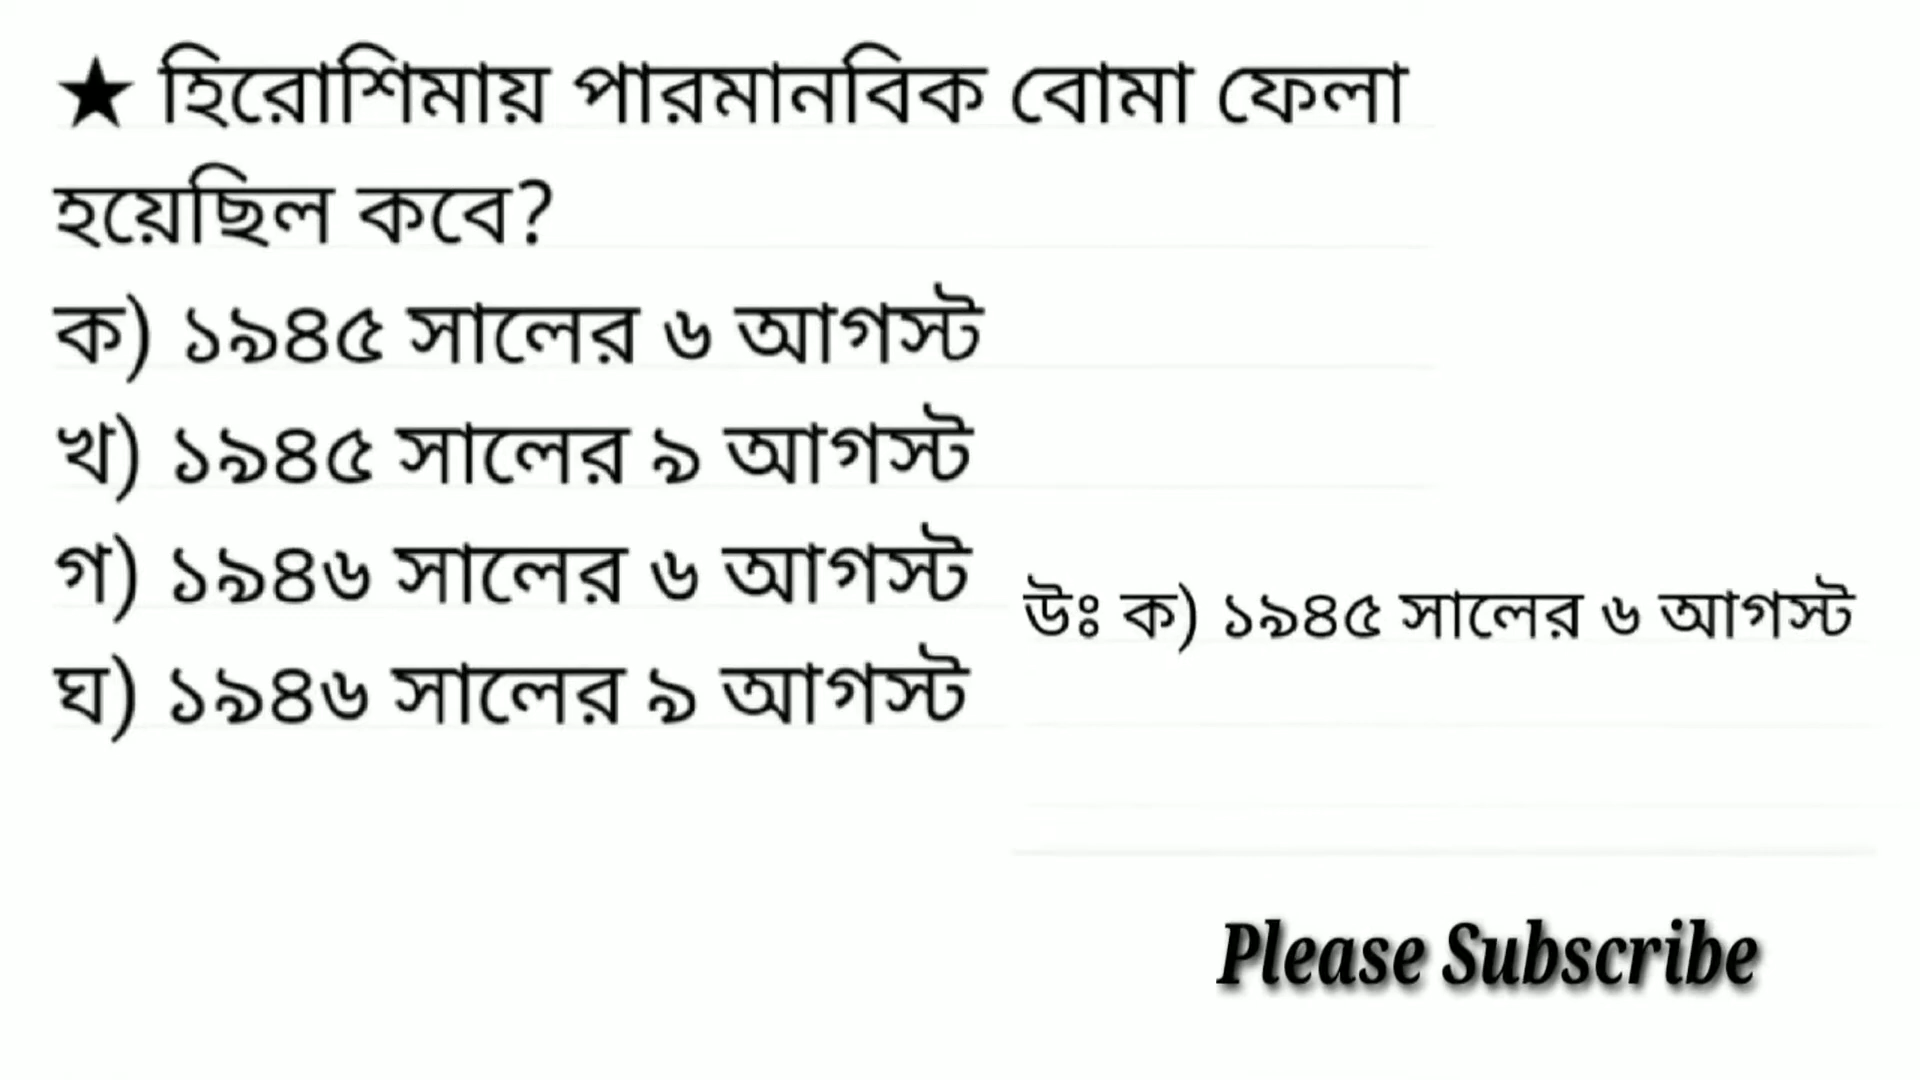 ★ হিরোশিমায় পারমানবিক বোমা ফেলা
হয়েছিল কবে?
ক) ১৯৪৫ সালের ৬ আগস্ট
খ) ১৯৪৫ সালের ৯ আগস্ট
গ) ১৯৪৬ সালের ৬ আগস্ট
ঘ) ১৯৪৬ সালের ৯ আগস্ট
উঃ ক) ১৯৪৫ সালের ৬ আগস্ট
Please Subscribe